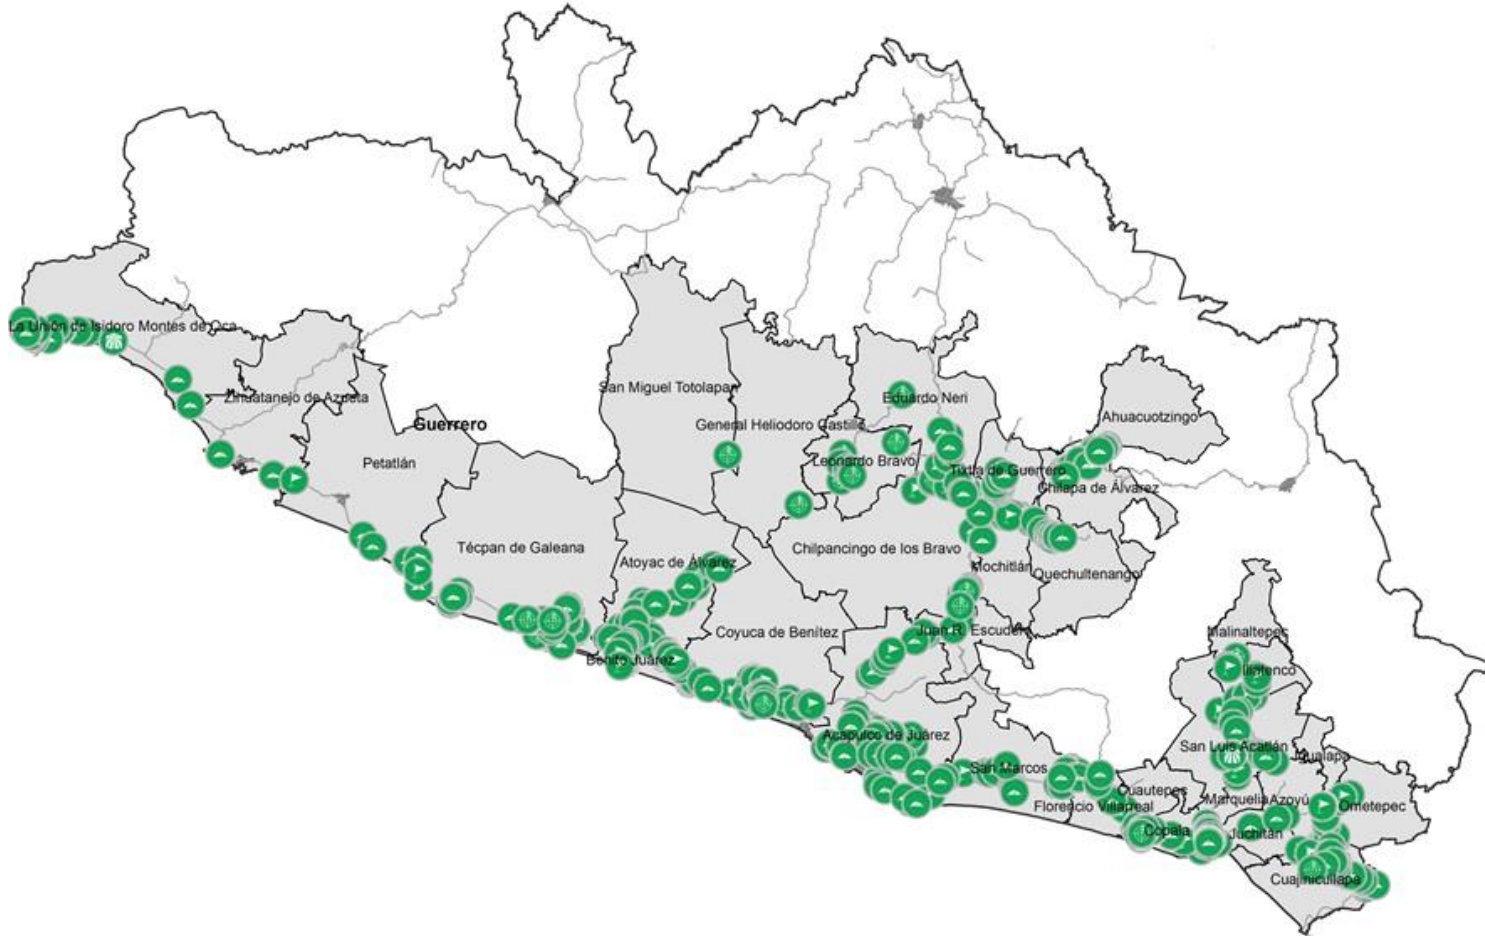 La Unión de Isidoro Montes de Oca
Zihuatanejo de Azueta
Guerrero
Petatlán
San Miguel Totolapan
General Heliodoro Castillo
Eduardo Neri
Ahuacuotzingo
Leonardo Bravo
Tixtla de Guerrero
Chilapa de Álvarez
Técpan de Galeana
Atoyac de Álvarez
Chilpancingo de los Bravo
Mochitlán
Quechultenango
Coyuca de Benítez
Juan R. Escudero
Benito Juárez
Malinaltepec
Iliatenco
Acapulco de Juárez
San Luis Acatlán
Igualapa
San Marcos
Cuautepec
Florencio Villarreal
Marquelia
Azoyú
Ometepec
Copala
Juchitán
Cuajinicuilapa